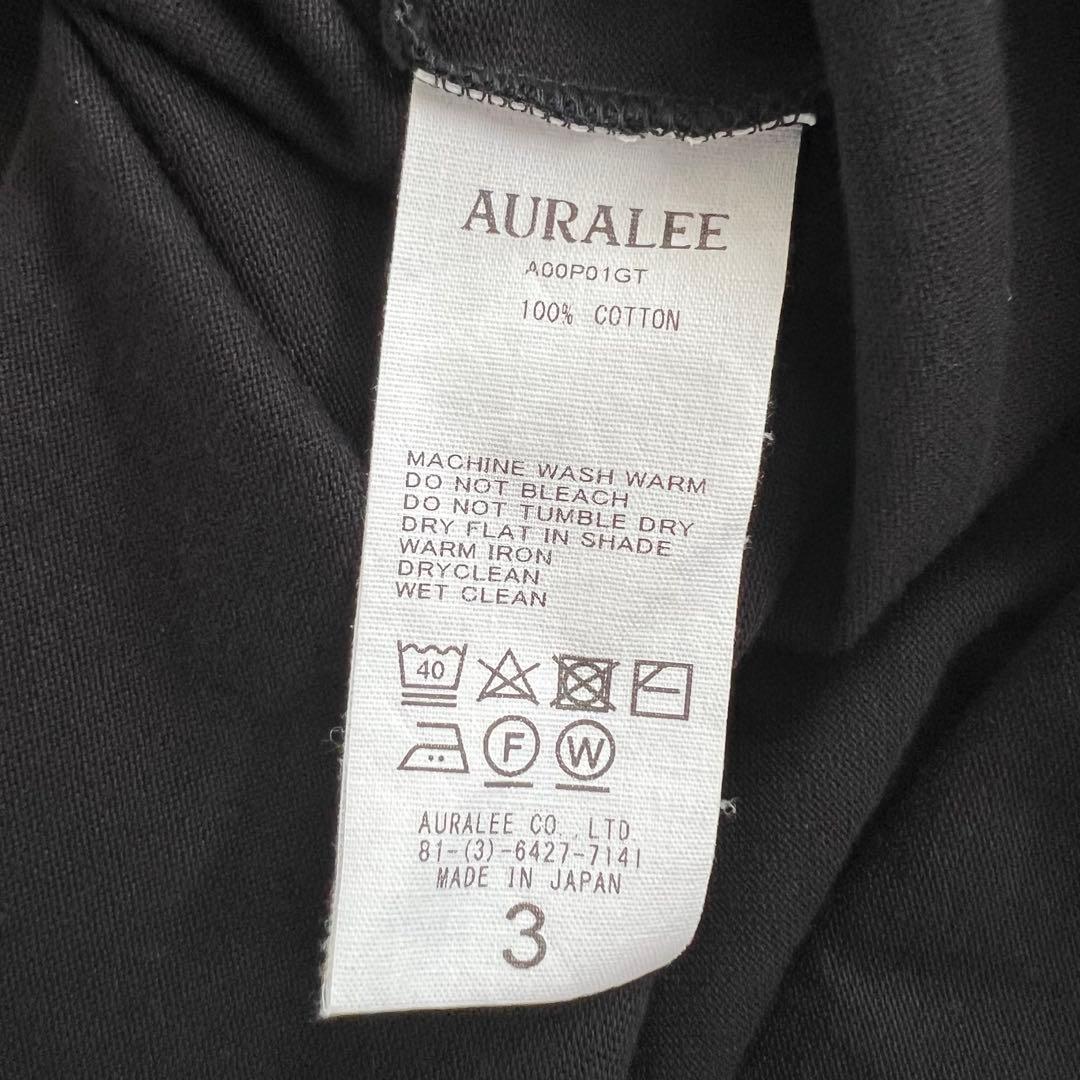 AURALEE
A00P01GT
100% COTTON
MACHINE WASH WARM
DO NOT BLEACH
DO NOT TUMBLE DRY
DRY FLAT IN SHADE
WARM IRON
DRYCLEAN
WET CLEAN
40
F W
AURALEE CO.,LTD.
81-(3)-6427-7141
MADE IN JAPAN
3